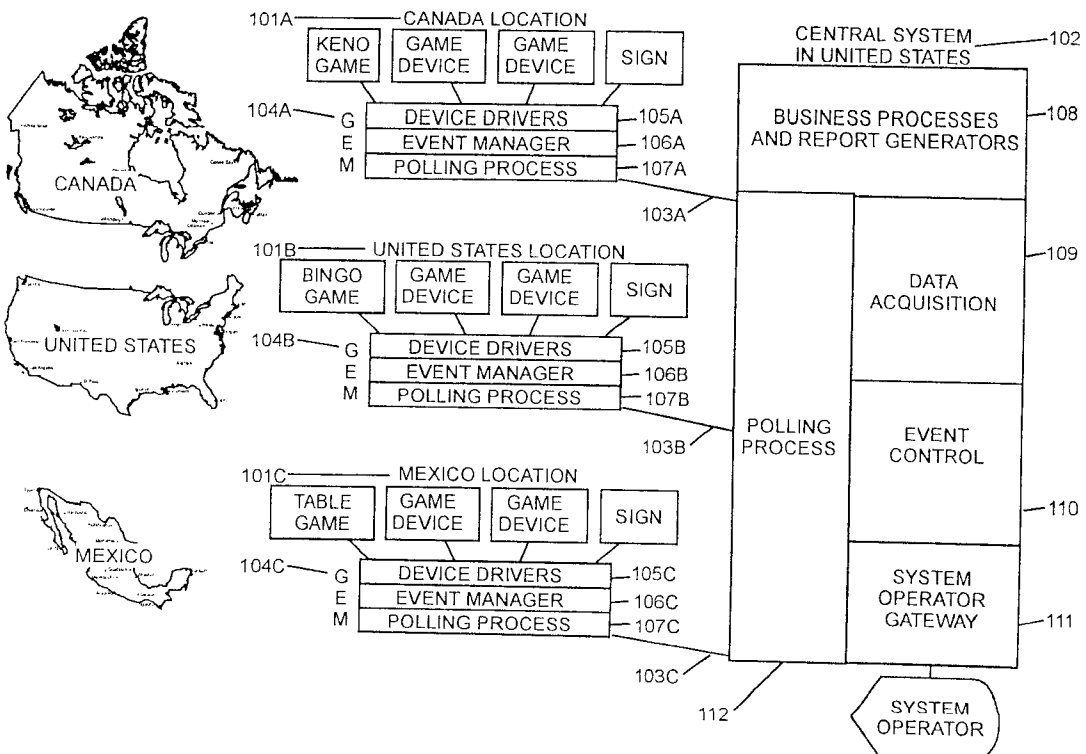 101A
CANADA LOCATION
KENO GAME
GAME DEVICE
GAME DEVICE
SIGN
104A
G DEVICE DRIVERS 105A
E EVENT MANAGER 106A
M POLLING PROCESS 107A
103A
CANADA
101B
UNITED STATES LOCATION
BINGO GAME
GAME DEVICE
GAME DEVICE
SIGN
104B
G DEVICE DRIVERS 105B
E EVENT MANAGER 106B
M POLLING PROCESS 107B
103B
UNITED STATES
101C
MEXICO LOCATION
TABLE GAME
GAME DEVICE
GAME DEVICE
SIGN
104C
G DEVICE DRIVERS 105C
E EVENT MANAGER 106C
M POLLING PROCESS 107C
103C
MEXICO
CENTRAL SYSTEM
IN UNITED STATES
102
BUSINESS PROCESSES
AND REPORT GENERATORS
108
POLLING
PROCESS
112
DATA
ACQUISITION
109
EVENT
CONTROL
110
SYSTEM
OPERATOR
GATEWAY
111
SYSTEM
OPERATOR